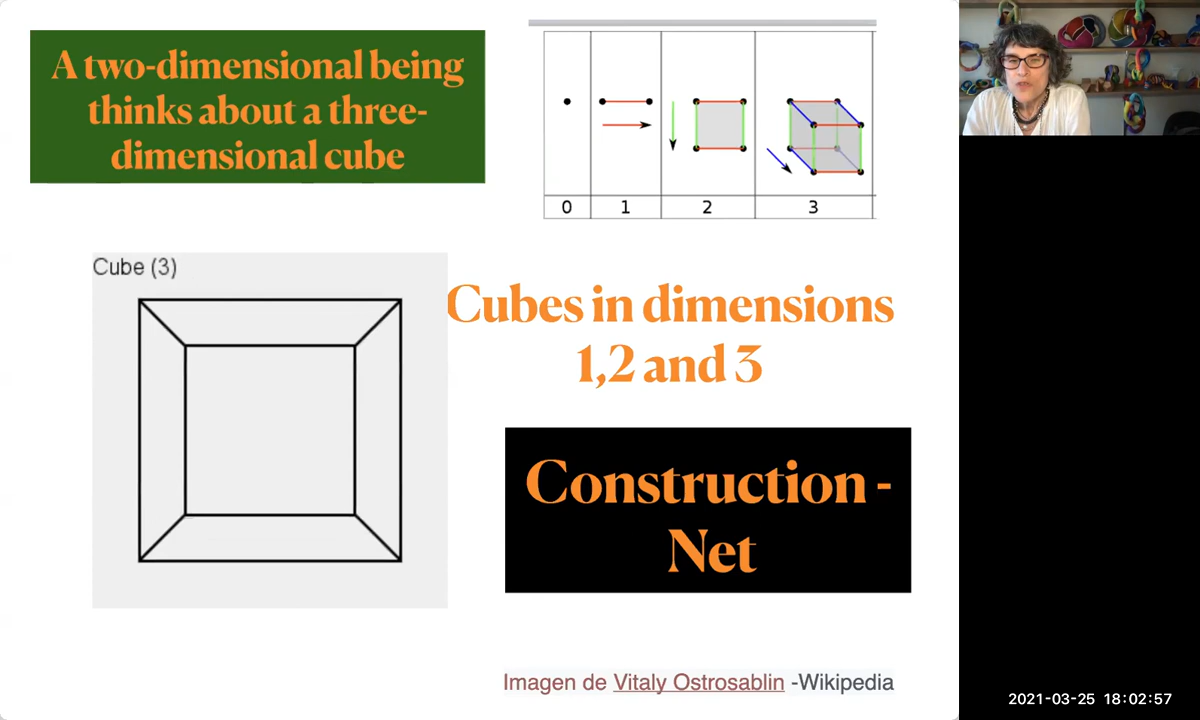 A two-dimensional being
thinks about a three-
dimensional cube
0 1 2 3
Cube (3)
Cubes in dimensions
1,2 and 3
Construction -
Net
Imagen de Vitaly Ostrosablin -Wikipedia
2021-03-25 18:02:57